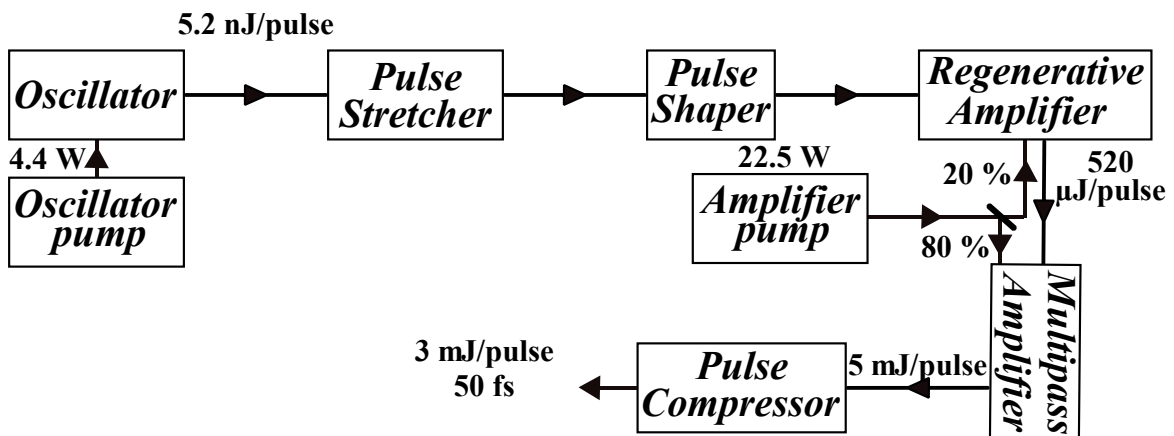 5.2 nJ/pulse
Oscillator
Pulse
Stretcher
Pulse
Shaper
Regenerative
Amplifier
4.4 W
Oscillator
pump
22.5 W
Amplifier
pump
20 %
80 %
520
µJ/pulse
Multipass
Amplifier
5 mJ/pulse
Pulse
Compressor
3 mJ/pulse
50 fs